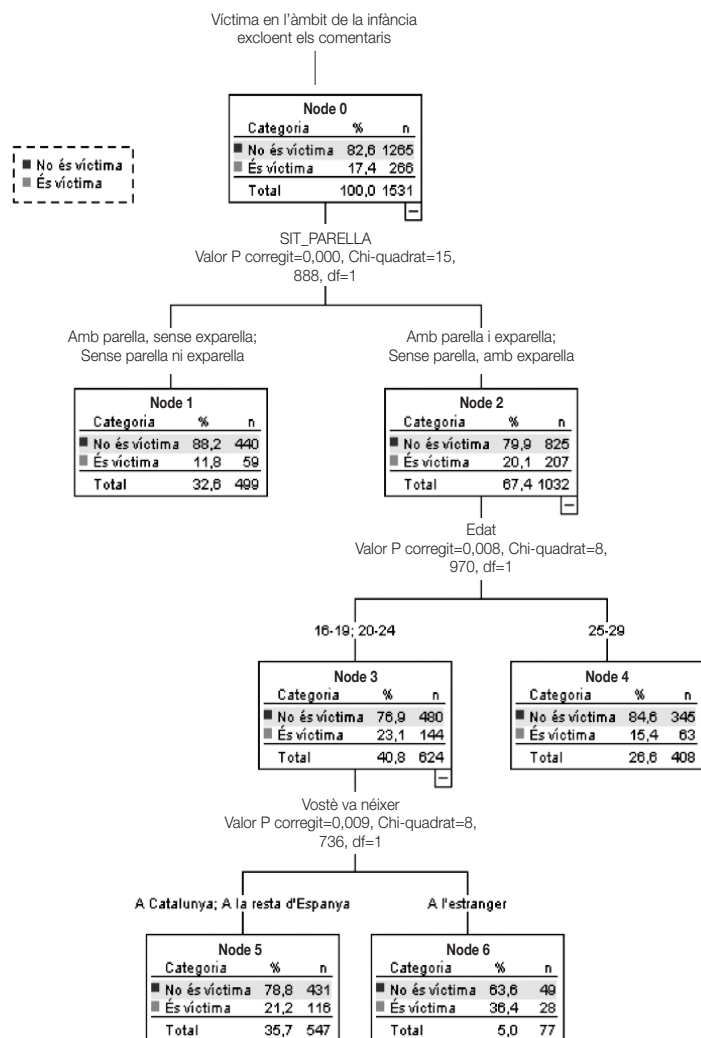 Víctima en l'àmbit de la infància
excloent els comentaris
Node 0
Categoria % n
No és víctima 82,6 1265
És víctima 17,4 266
Total 100,0 1531
No és víctima
És víctima
SIT_PARELLA
Valor P corregit=0,000, Chi-quadrat=15,
888, df=1
Amb parella, sense exparella;
Sense parella ni exparella
Amb parella i exparella;
Sense parella, amb exparella
Node 1
Categoria % n
No és víctima 88,2 440
És víctima 11,8 59
Total 32,6 499
Node 2
Categoria % n
No és víctima 79,9 825
És víctima 20,1 207
Total 67,4 1032
Edat
Valor P corregit=0,008, Chi-quadrat=8,
970, df=1
16-19; 20-24
25-29
Node 3
Categoria % n
No és víctima 76,9 480
És víctima 23,1 144
Total 40,8 624
Node 4
Categoria % n
No és víctima 84,6 345
És víctima 15,4 63
Total 26,6 408
Vostè va néixer
Valor P corregit=0,009, Chi-quadrat=8,
736, df=1
A Catalunya; A la resta d'Espanya
A l'estranger
Node 5
Categoria % n
No és víctima 78,8 431
És víctima 21,2 116
Total 35,7 547
Node 6
Categoria % n
No és víctima 63,6 49
És víctima 36,4 28
Total 5,0 77